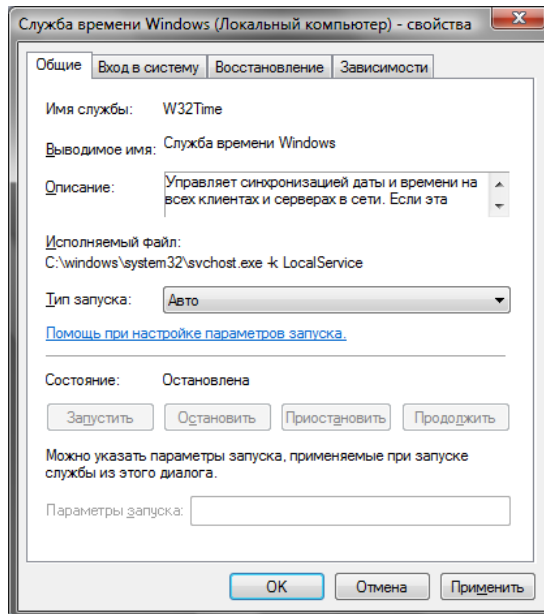 Служба времени Windows (Локальный компьютер) - свойства
Общие Вход в систему Восстановление Зависимости
Имя службы: W32Time
Выводимое имя: Служба времени Windows
Описание: Управляет синхронизацией даты и времени на
всех клиентах и серверах в сети. Если эта
Исполняемый файл:
C:\windows\system32\svchost.exe -k LocalService
Тип запуска: Авто
Помощь при настройке параметров запуска.
Состояние: Остановлена
Запустить Остановить Приостановить Продолжить
Можно указать параметры запуска, применяемые при запуске
службы из этого диалога.
Параметры запуска:
OK Отмена Применить